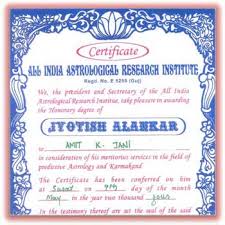 Certificate
ALL INDIA ASTROLOGICAL RESEARCH INSTITUTE
Regd. No. E 5255 (Guj)
We, the president and Secretary of the All India
Astrological Research Institute, take pleasure in awarding
the Honorary degree of
JYOTISH ALANKAR
to AMIT K. JANI
in consideration of his meritorious services in the field of
predictive Astrology and Karmakand
The Certificate has been conferred on him
at Surat on 9th day of the month
May in the year two thousand four
In the testimony thereof are set the seal of the said